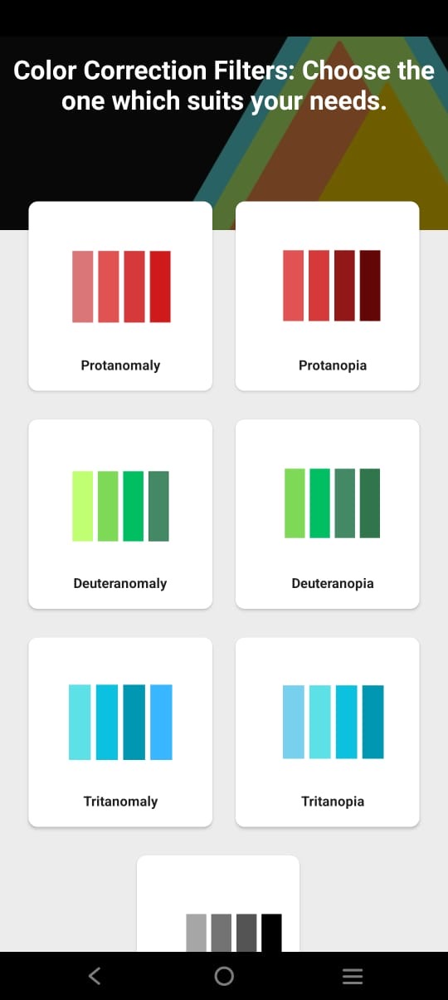 Color Correction Filters: Choose the
one which suits your needs.
Protanomaly
Protanopia
Deuteranomaly
Deuteranopia
Tritanomaly
Tritanopia